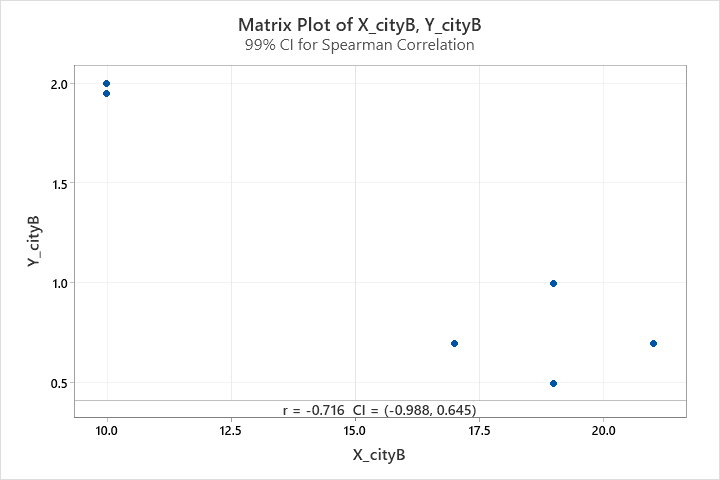 Matrix Plot of X_cityB, Y_cityB
99% CI for Spearman Correlation
2.0
1.5
1.0
0.5
Y_cityB
r = -0.716 CI = (-0.988, 0.645)
10.0 12.5 15.0 17.5 20.0
X_cityB